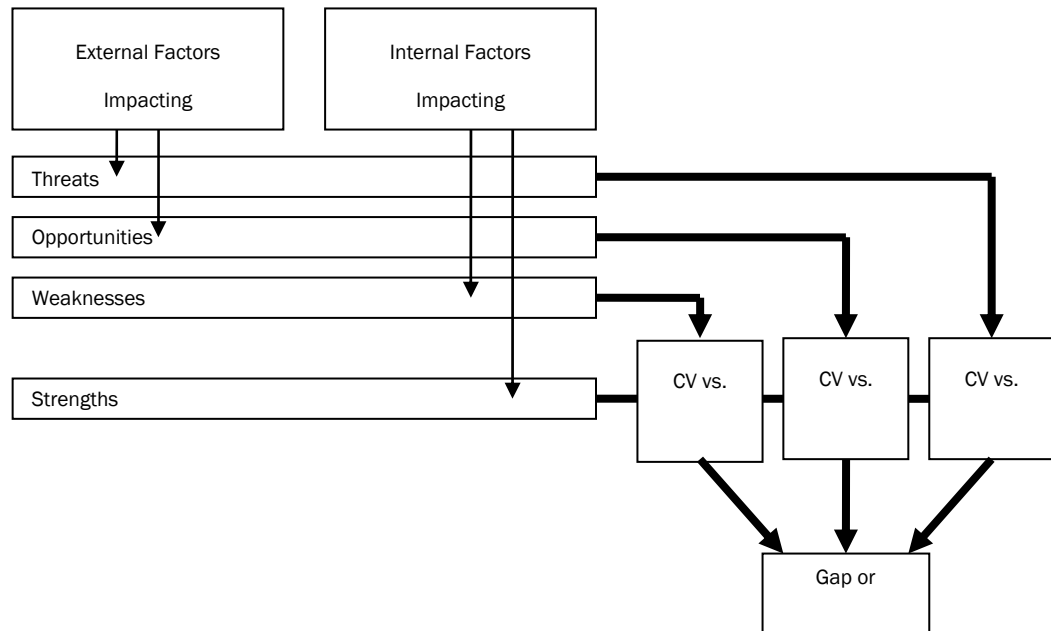 External Factors
Impacting
Internal Factors
Impacting
Threats
Opportunities
Weaknesses
Strengths
CV vs.
CV vs.
CV vs.
Gap or